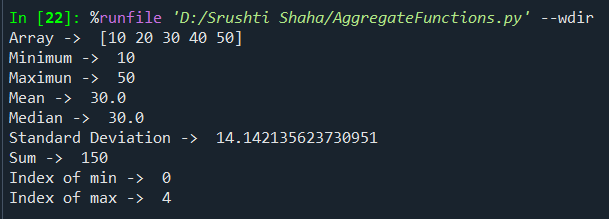 In [22]: %runfile 'D:/Srushti Shaha/AggregateFunctions.py' --wdir
Array ->  [10 20 30 40 50]
Minimum ->  10
Maximun ->  50
Mean ->  30.0
Median ->  30.0
Standard Deviation ->  14.142135623730951
Sum ->  150
Index of min ->  0
Index of max ->  4